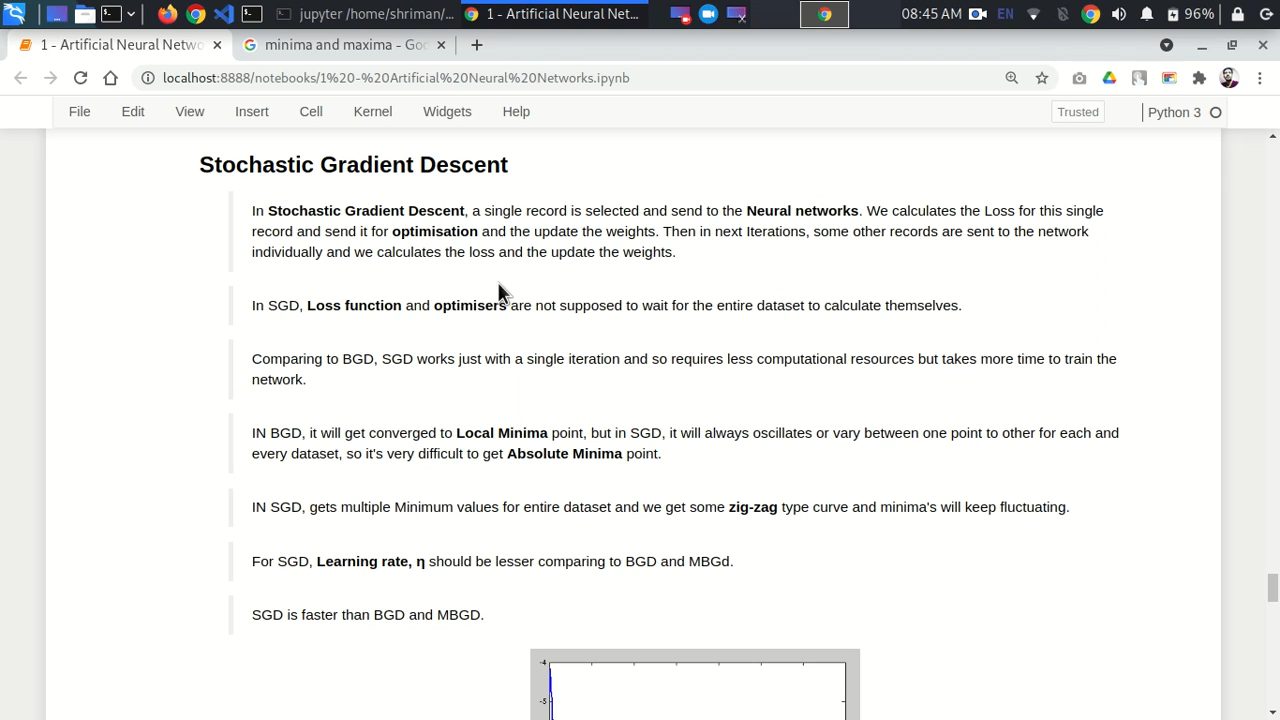 jupyter /home/shriman/...
1 - Artificial Neural Net...
08:45 AM
EN
96%
1 - Artificial Neural Netwo
minima and maxima - Goo
localhost:8888/notebooks/1%20-%20Artificial%20Neural%20Networks.ipynb
File Edit View Insert Cell Kernel Widgets Help
Trusted
Python 3
Stochastic Gradient Descent
In Stochastic Gradient Descent, a single record is selected and send to the Neural networks. We calculates the Loss for this single
record and send it for optimisation and the update the weights. Then in next Iterations, some other records are sent to the network
individually and we calculates the loss and the update the weights.
In SGD, Loss function and optimisers are not supposed to wait for the entire dataset to calculate themselves.
Comparing to BGD, SGD works just with a single iteration and so requires less computational resources but takes more time to train the
network.
IN BGD, it will get converged to Local Minima point, but in SGD, it will always oscillates or vary between one point to other for each and
every dataset, so it's very difficult to get Absolute Minima point.
IN SGD, gets multiple Minimum values for entire dataset and we get some zig-zag type curve and minima's will keep fluctuating.
For SGD, Learning rate, η should be lesser comparing to BGD and MBGd.
SGD is faster than BGD and MBGD.
-4
-5